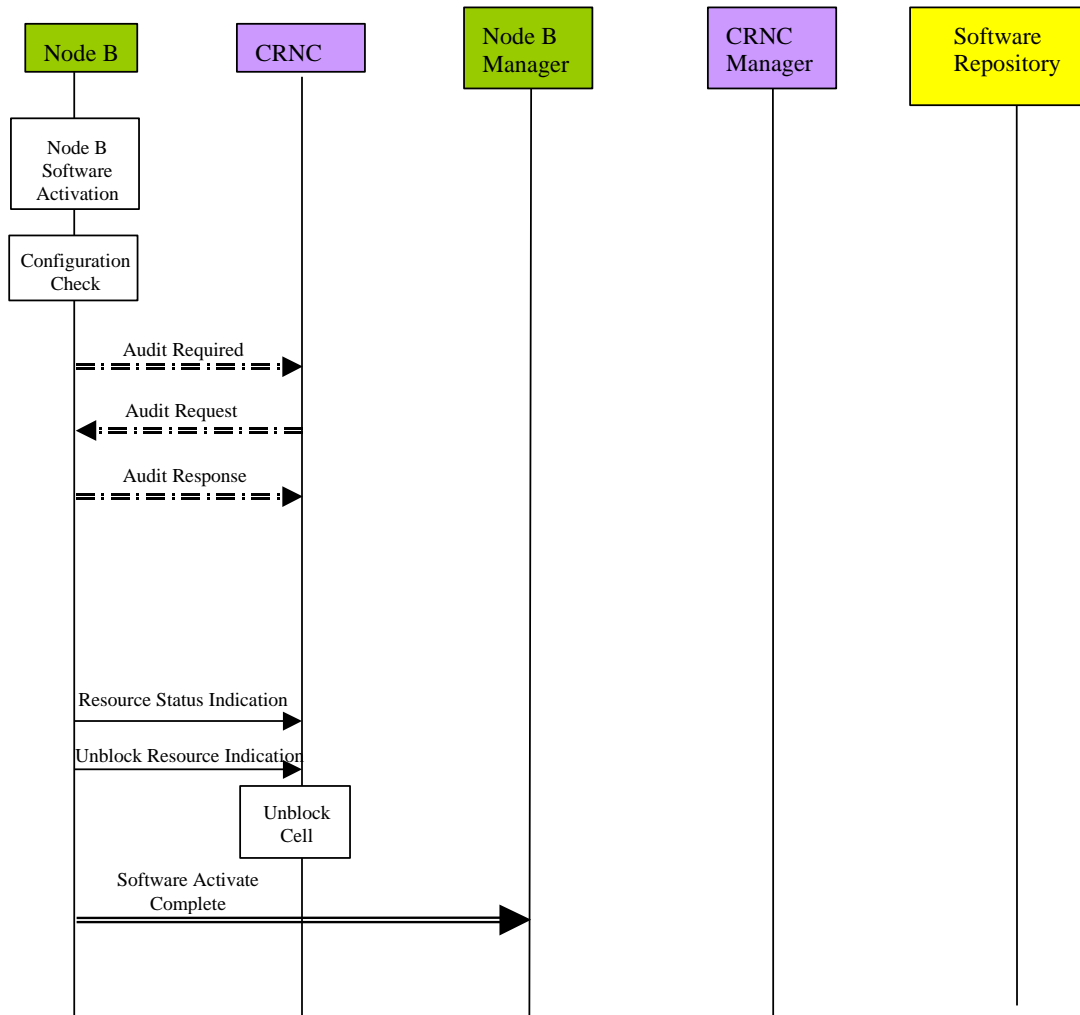 Node B
CRNC
Node B
Manager
CRNC
Manager
Software
Repository
Node B
Software
Activation
Configuration
Check
Audit Required
Audit Request
Audit Response
Resource Status Indication
Unblock Resource Indication
Unblock
Cell
Software Activate
Complete